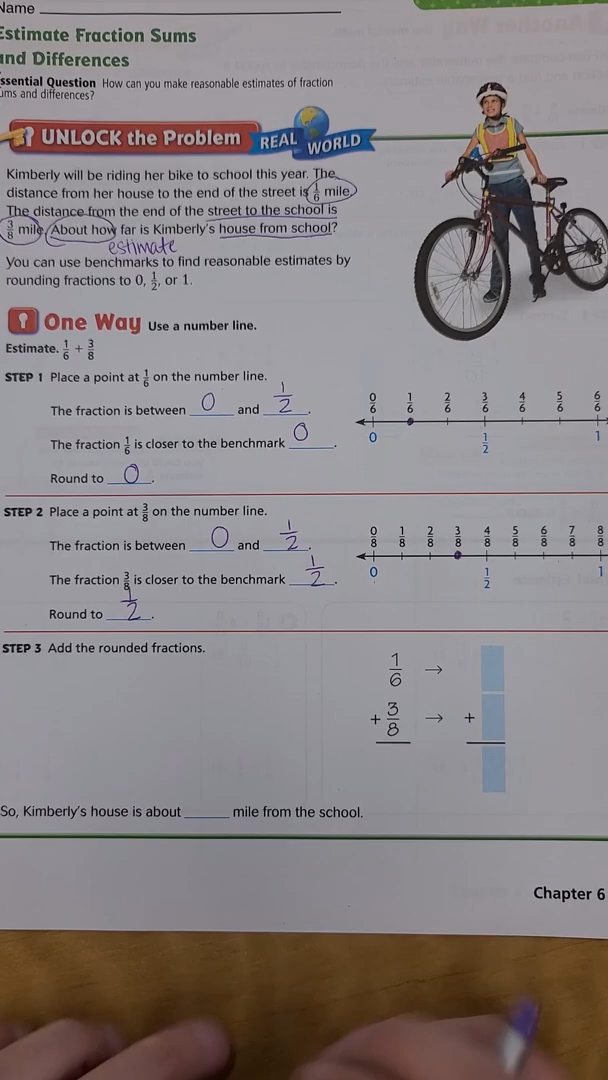 Name
Estimate Fraction Sums
and Differences
Essential Question How can you make reasonable estimates of fraction
sums and differences?
UNLOCK the Problem REAL WORLD
Kimberly will be riding her bike to school this year. The
distance from her house to the end of the street is 1/6 mile.
The distance from the end of the street to the school is
3/8 mile. About how far is Kimberly's house from school?
estimate
You can use benchmarks to find reasonable estimates by
rounding fractions to 0, 1/2, or 1.
One Way Use a number line.
Estimate. 1/6 + 3/8
STEP 1 Place a point at 1/6 on the number line.
The fraction is between 0 and 1/2.
The fraction 1/6 is closer to the benchmark 0.
Round to 0.
0/6 1/6 2/6 3/6 4/6 5/6 6/6
0 1/2 1
STEP 2 Place a point at 3/8 on the number line.
The fraction is between 0 and 1/2.
The fraction 3/8 is closer to the benchmark 1/2.
Round to 1/2.
0/8 1/8 2/8 3/8 4/8 5/8 6/8 7/8 8/8
0 1/2 1
STEP 3 Add the rounded fractions.
1/6 →
+ 3/8 → +
So, Kimberly's house is about ____ mile from the school.
Chapter 6